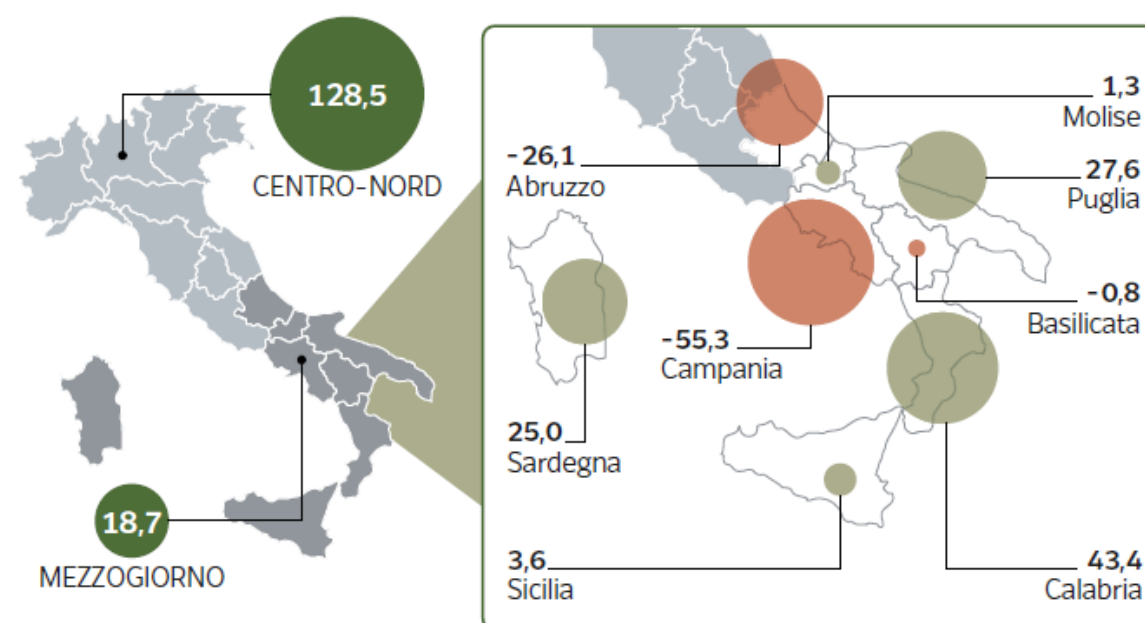 128,5
CENTRO-NORD
18,7
MEZZOGIORNO
-26,1
Abruzzo
1,3
Molise
27,6
Puglia
-0,8
Basilicata
-55,3
Campania
25,0
Sardegna
3,6
Sicilia
43,4
Calabria